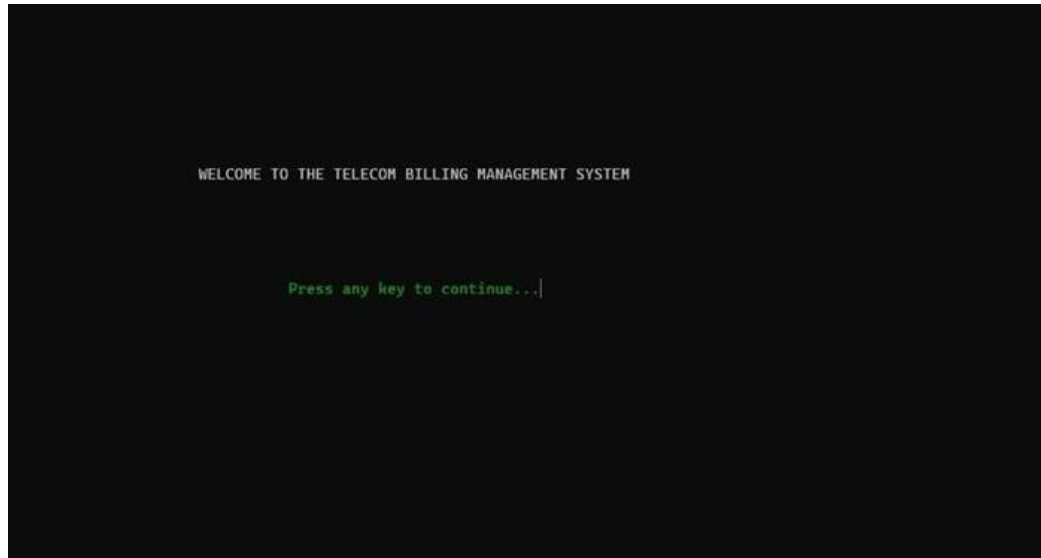 WELCOME TO THE TELECOM BILLING MANAGEMENT SYSTEM
Press any key to continue...